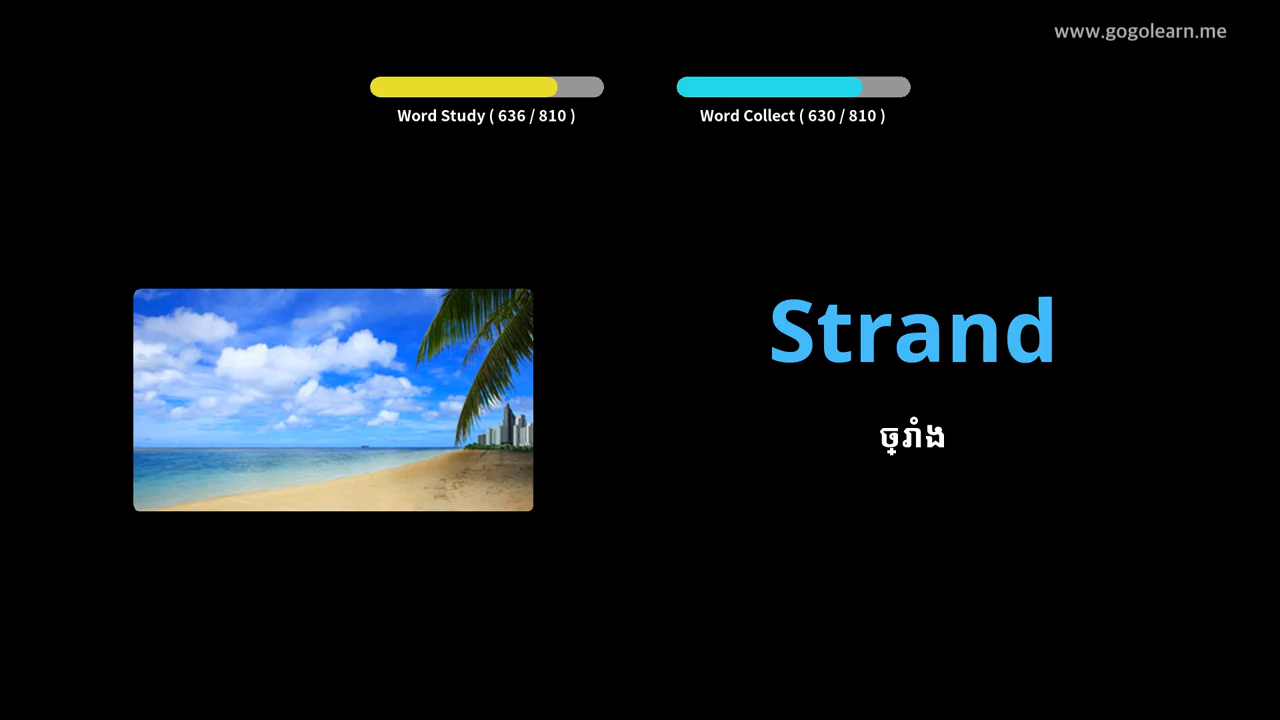 www.gogolearn.me
Word Study ( 636 / 810 )
Word Collect ( 630 / 810 )
Strand
ច្រាំង